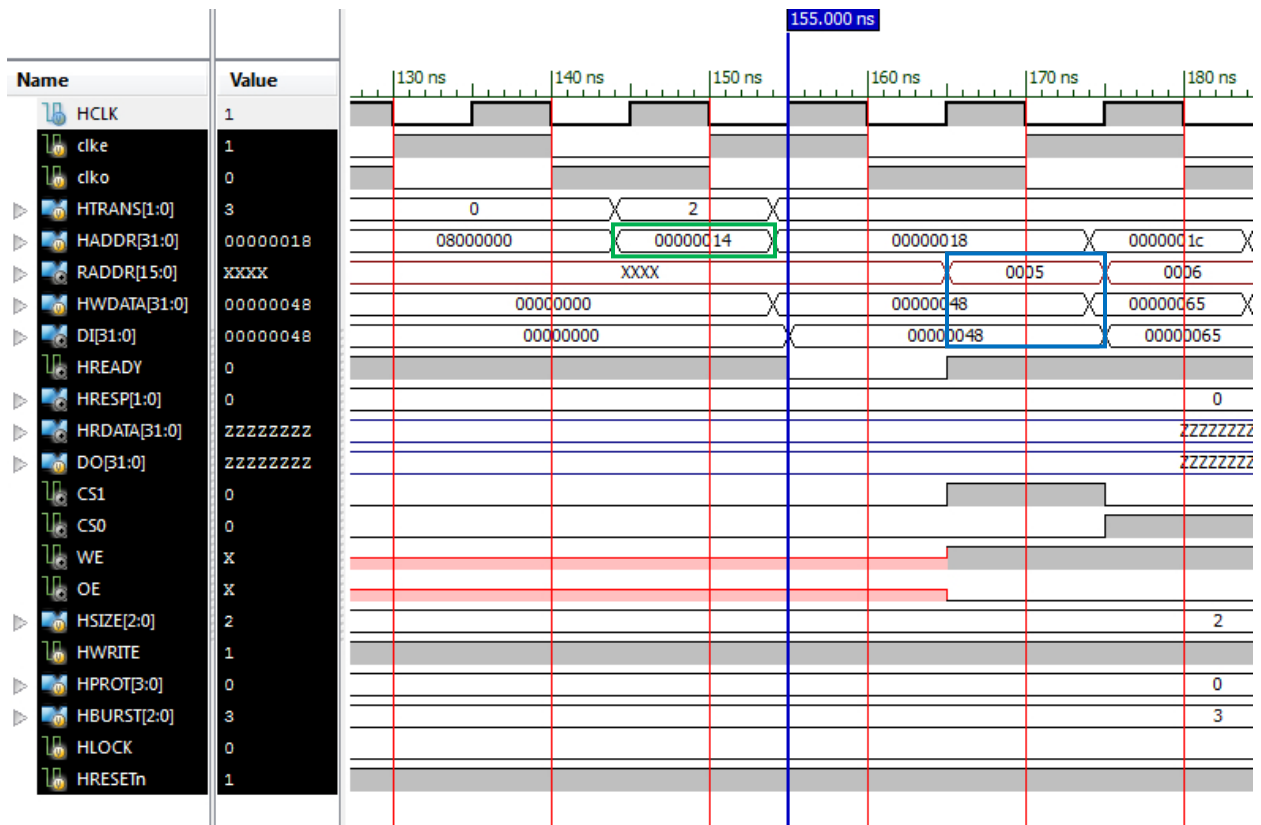 155.000 ns
Name Value 130 ns 140 ns 150 ns 160 ns 170 ns 180 ns
HCLK 1
clke 1
clko 0
HTRANS[1:0] 3 0 2
HADDR[31:0] 00000018 08000000 00000014 00000018 0000001c
RADDR[15:0] XXXX XXXX 0005 0006
HWDATA[31:0] 00000048 00000000 00000048 00000065
DI[31:0] 00000048 00000000 00000048 00000065
HREADY 0
HRESP[1:0] 0 0
HRDATA[31:0] ZZZZZZZZ ZZZZZZZZ
DO[31:0] ZZZZZZZZ ZZZZZZZZ
CS1 0
CS0 0
WE X
OE X
HSIZE[2:0] 2 2
HWRITE 1
HPROT[3:0] 0 0
HBURST[2:0] 3 3
HLOCK 0
HRESETn 1